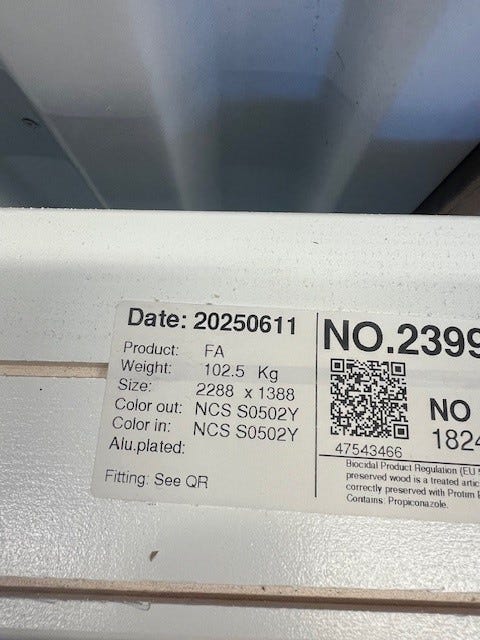 Date: 20250611
Product: FA
Weight: 102.5 Kg
Size: 2288 x 1388
Color out: NCS S0502Y
Color in: NCS S0502Y
Alu.plated:
Fitting: See QR
NO.2399
NO
1824
47543466
Biocidal Product Regulation (EU
preserved wood is a treated artic
correctly preserved with Protim
Contains: Propiconazole.